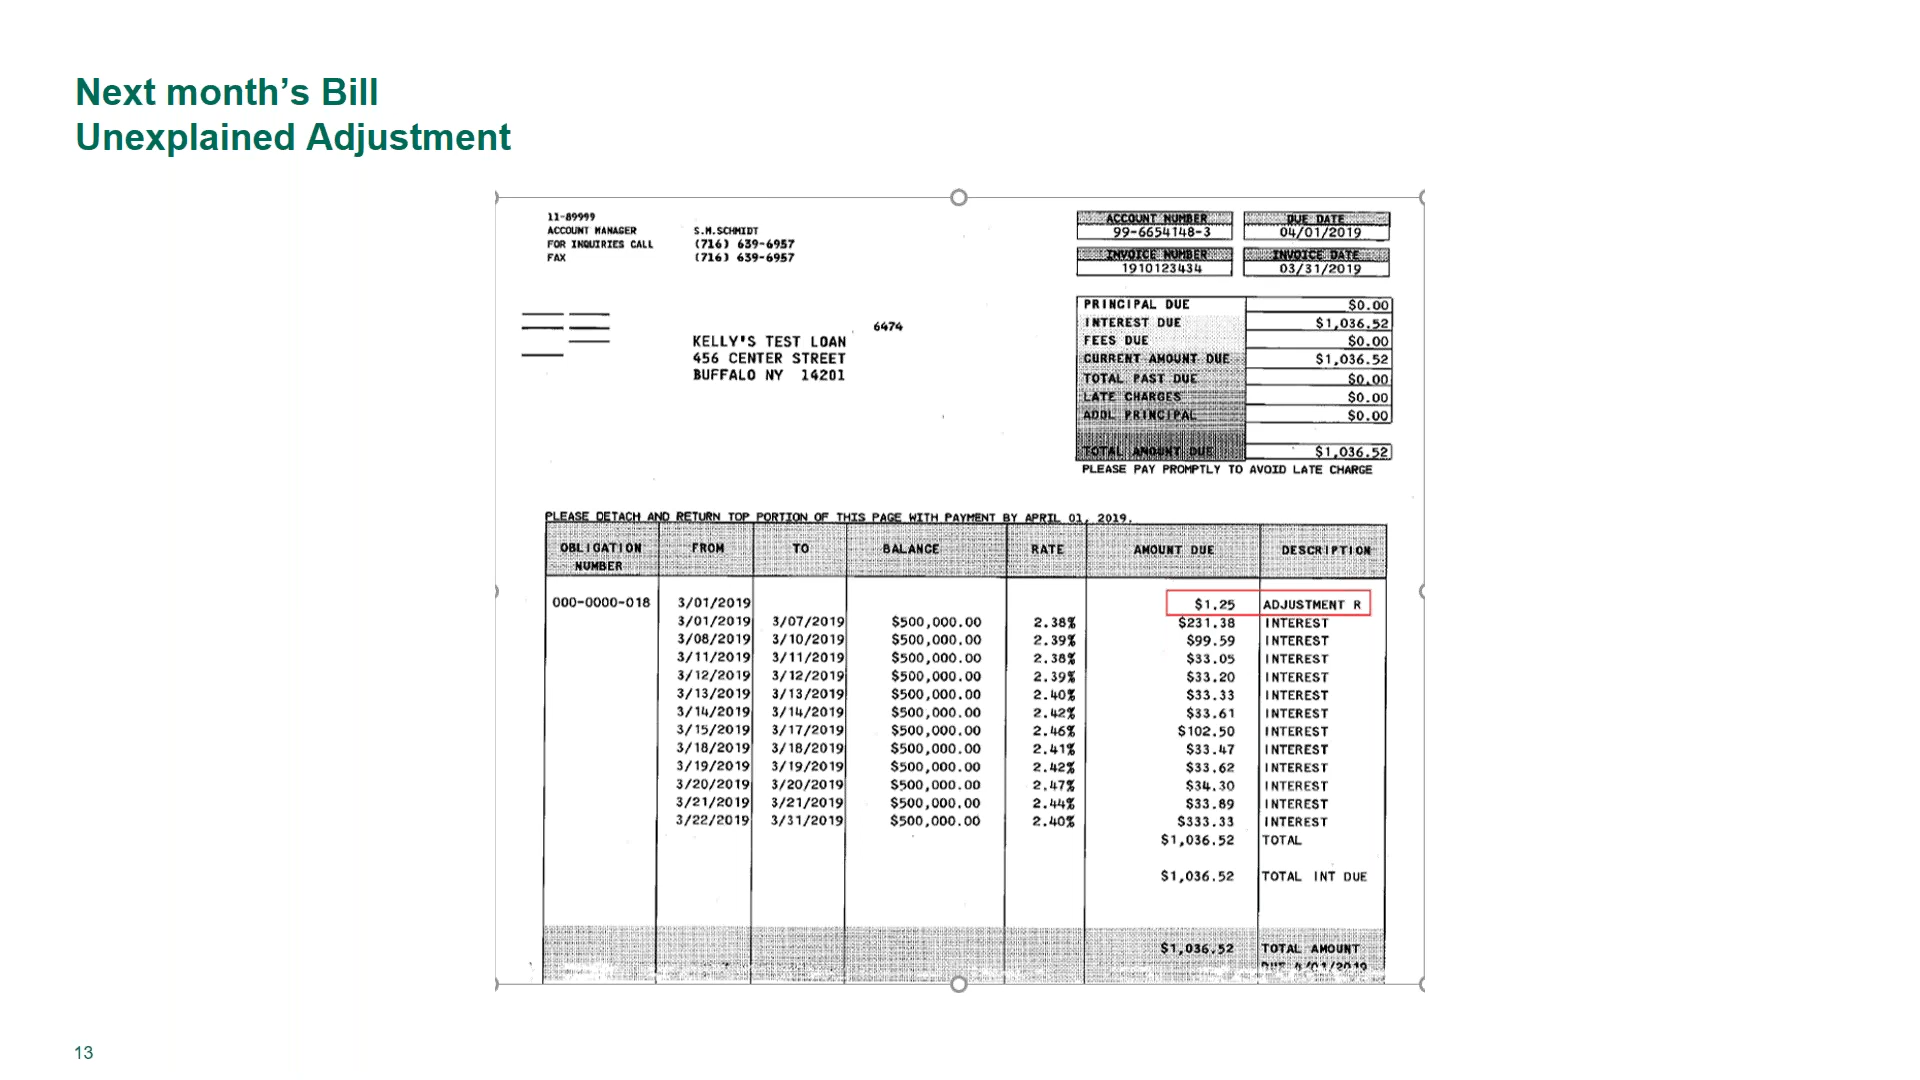 Next month’s Bill
Unexplained Adjustment
11-89999
ACCOUNT MANAGER S.M.SCHMIDT
FOR INQUIRIES CALL (716) 639-6957
FAX (716) 639-6957
ACCOUNT NUMBER DUE DATE
99-6654148-3 04/01/2019
INVOICE NUMBER INVOICE DATE
1910123434 03/31/2019
6474
KELLY'S TEST LOAN
456 CENTER STREET
BUFFALO NY 14201
PRINCIPAL DUE $0.00
INTEREST DUE $1,036.52
FEES DUE $0.00
CURRENT AMOUNT DUE $1,036.52
TOTAL PAST DUE $0.00
LATE CHARGES $0.00
ADDL PRINCIPAL $0.00
TOTAL AMOUNT DUE $1,036.52
PLEASE PAY PROMPTLY TO AVOID LATE CHARGE
PLEASE DETACH AND RETURN TOP PORTION OF THIS PAGE WITH PAYMENT BY APRIL 01, 2019.
OBLIGATION NUMBER FROM TO BALANCE RATE AMOUNT DUE DESCRIPTION
000-0000-018 3/01/2019 $1.25 ADJUSTMENT R
3/01/2019 3/07/2019 $500,000.00 2.38% $231.38 INTEREST
3/08/2019 3/10/2019 $500,000.00 2.39% $99.59 INTEREST
3/11/2019 3/11/2019 $500,000.00 2.38% $33.05 INTEREST
3/12/2019 3/12/2019 $500,000.00 2.39% $33.20 INTEREST
3/13/2019 3/13/2019 $500,000.00 2.40% $33.33 INTEREST
3/14/2019 3/14/2019 $500,000.00 2.42% $33.61 INTEREST
3/15/2019 3/17/2019 $500,000.00 2.46% $102.50 INTEREST
3/18/2019 3/18/2019 $500,000.00 2.41% $33.47 INTEREST
3/19/2019 3/19/2019 $500,000.00 2.42% $33.62 INTEREST
3/20/2019 3/20/2019 $500,000.00 2.47% $34.30 INTEREST
3/21/2019 3/21/2019 $500,000.00 2.44% $33.89 INTEREST
3/22/2019 3/31/2019 $500,000.00 2.40% $333.33 INTEREST
$1,036.52 TOTAL
$1,036.52 TOTAL INT DUE
$1,036.52 TOTAL AMOUNT
DUE 4/01/2019
13